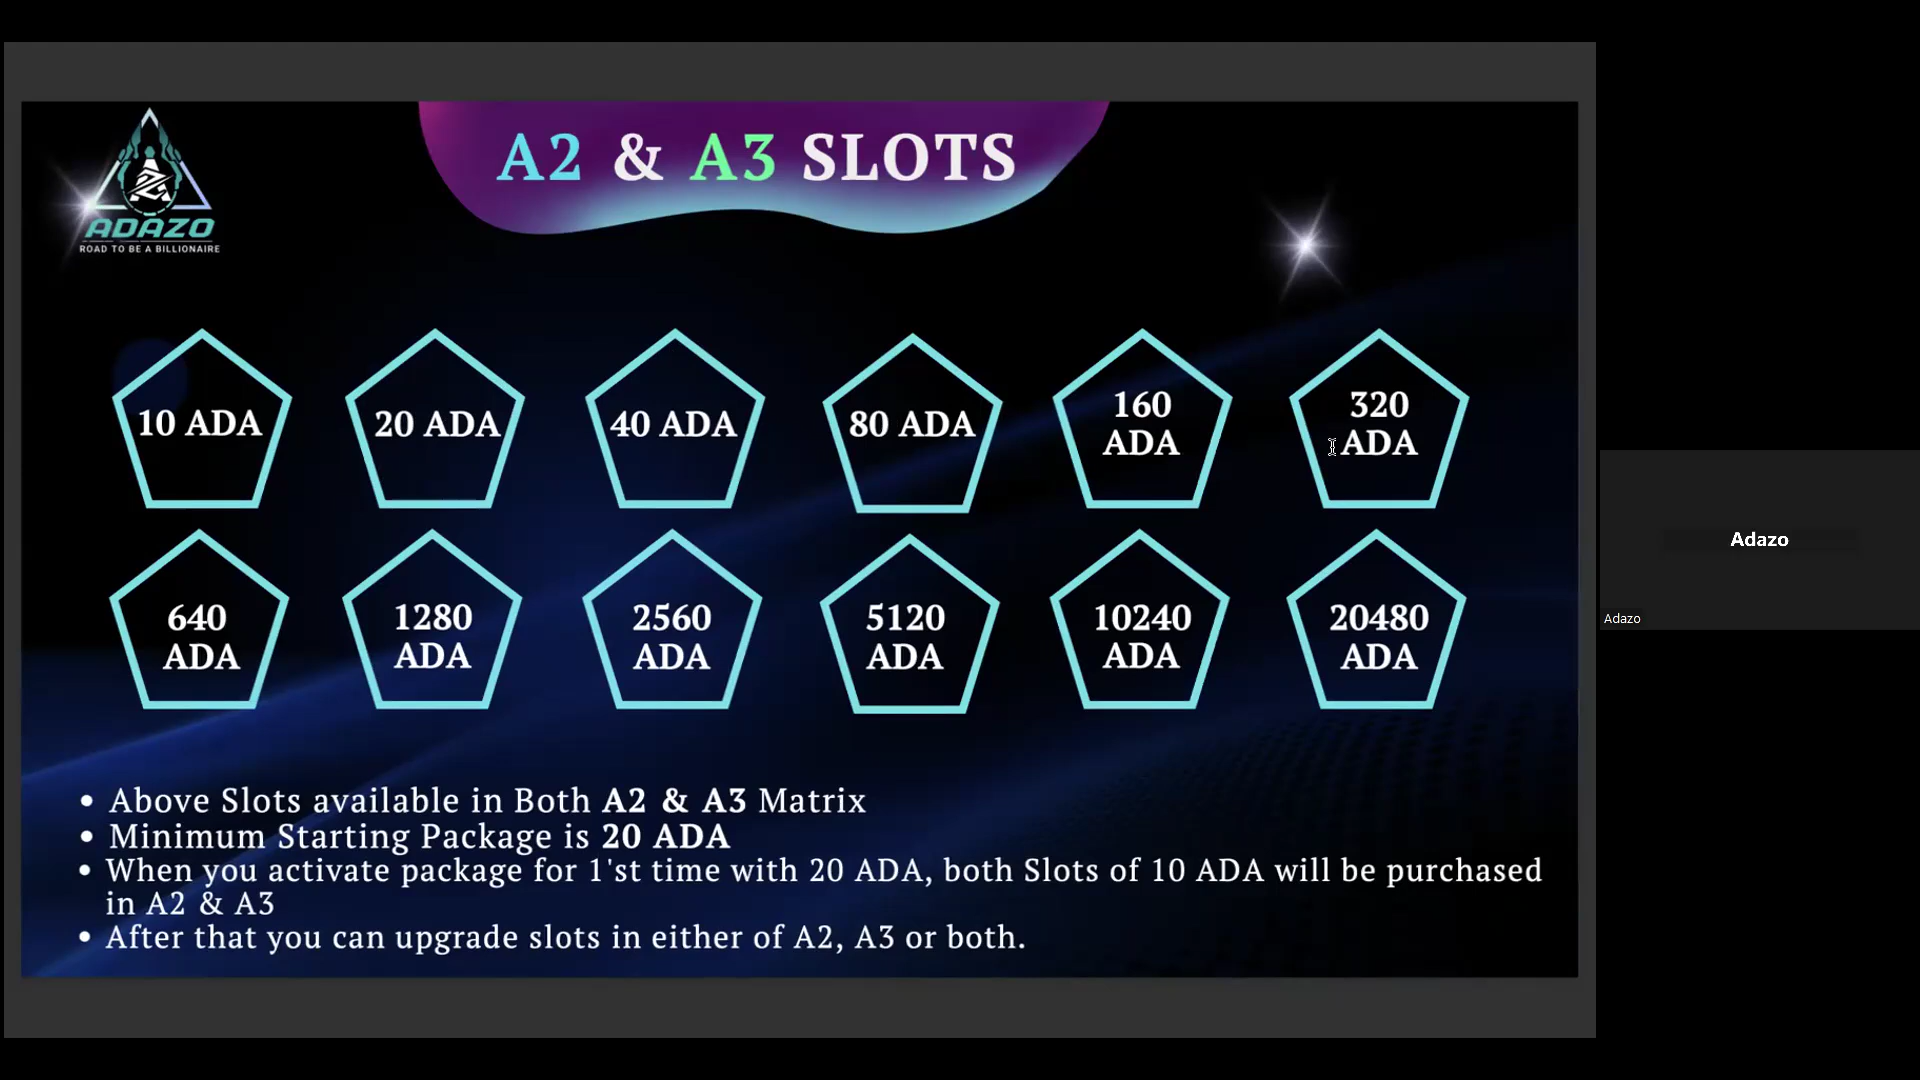 A2 & A3 SLOTS
ADAZO
ROAD TO BE A BILLIONAIRE
10 ADA
20 ADA
40 ADA
80 ADA
160
ADA
320
ADA
640
ADA
1280
ADA
2560
ADA
5120
ADA
10240
ADA
20480
ADA
• Above Slots available in Both A2 & A3 Matrix
• Minimum Starting Package is 20 ADA
• When you activate package for 1'st time with 20 ADA, both Slots of 10 ADA will be purchased
in A2 & A3
• After that you can upgrade slots in either of A2, A3 or both.
Adazo
Adazo